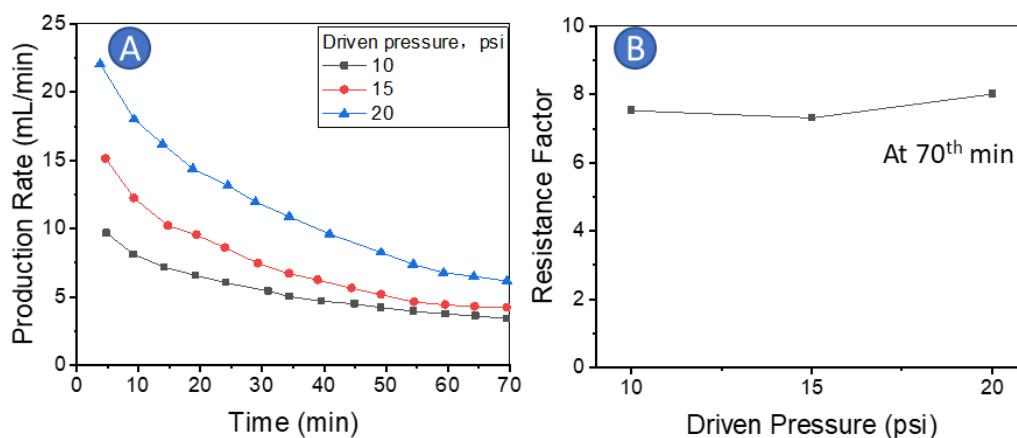 A
Driven pressure, psi
10
15
20
Production Rate (mL/min)
25
20
15
10
5
0
0 10 20 30 40 50 60 70
Time (min)
B
At 70th min
Resistance Factor
10
8
6
4
2
0
10 15 20
Driven Pressure (psi)